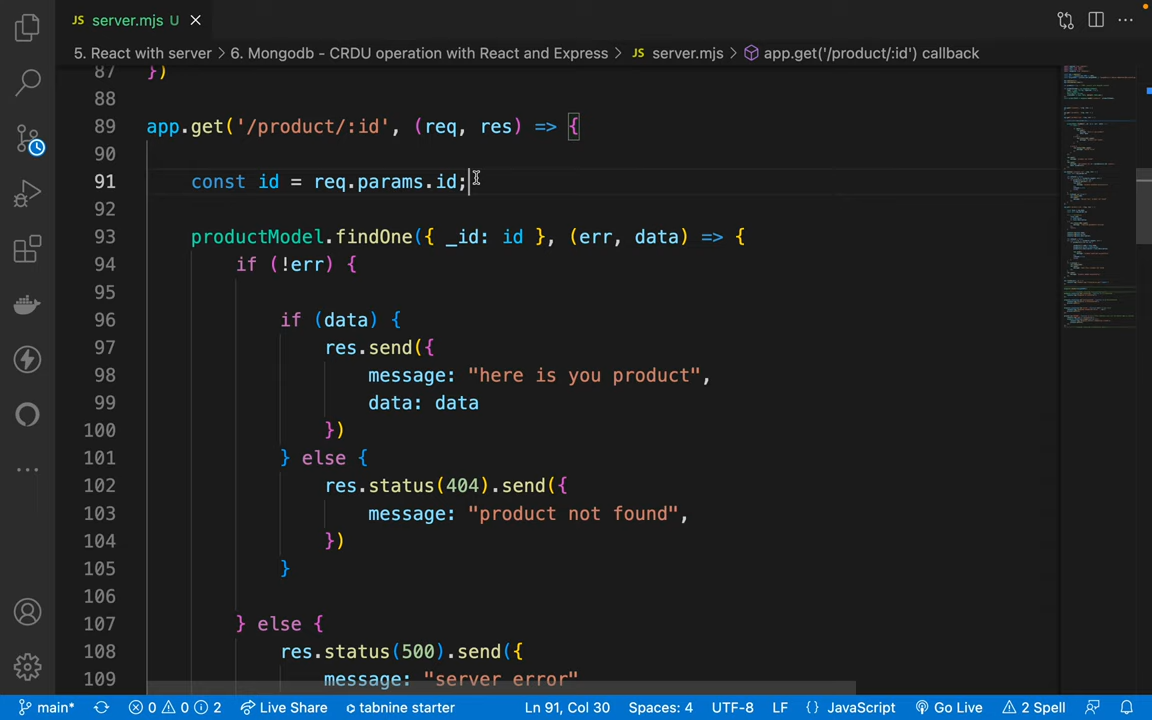 JS server.mjs U
5. React with server > 6. Mongodb - CRDU operation with React and Express > JS server.mjs > app.get('/product/:id') callback
87 })
88
89 app.get('/product/:id', (req, res) => {
90
91 const id = req.params.id;
92
93 productModel.findOne({ _id: id }, (err, data) => {
94 if (!err) {
95
96 if (data) {
97 res.send({
98 message: "here is you product",
99 data: data
100 })
101 } else {
102 res.status(404).send({
103 message: "product not found",
104 })
105 }
106
107 } else {
108 res.status(500).send({
109 message: "server error"
main* 0 0 2 Live Share tabnine starter Ln 91, Col 30 Spaces: 4 UTF-8 LF {} JavaScript Go Live 2 Spell